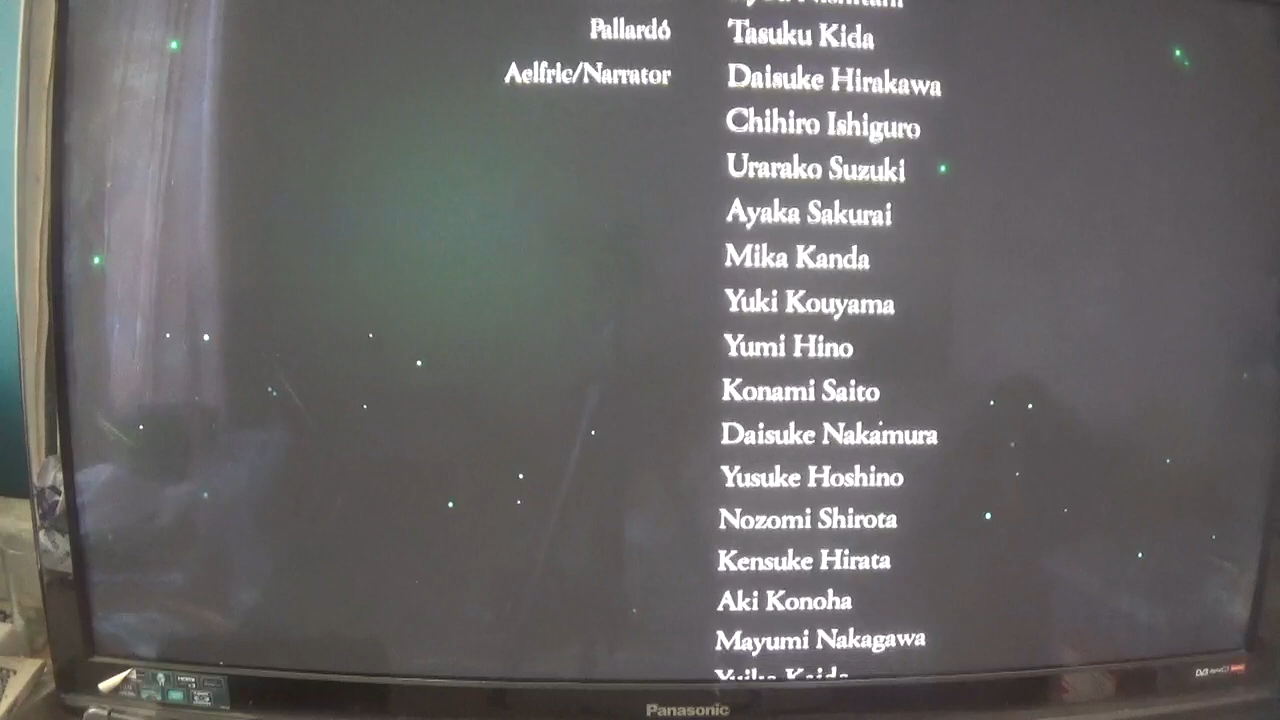 Pallardó Tasuku Kida
Aelfric/Narrator Daisuke Hirakawa
Chihiro Ishiguro
Urarako Suzuki
Ayaka Sakurai
Mika Kanda
Yuki Kouyama
Yumi Hino
Konami Saito
Daisuke Nakamura
Yusuke Hoshino
Nozomi Shirota
Kensuke Hirata
Aki Konoha
Mayumi Nakagawa
Panasonic